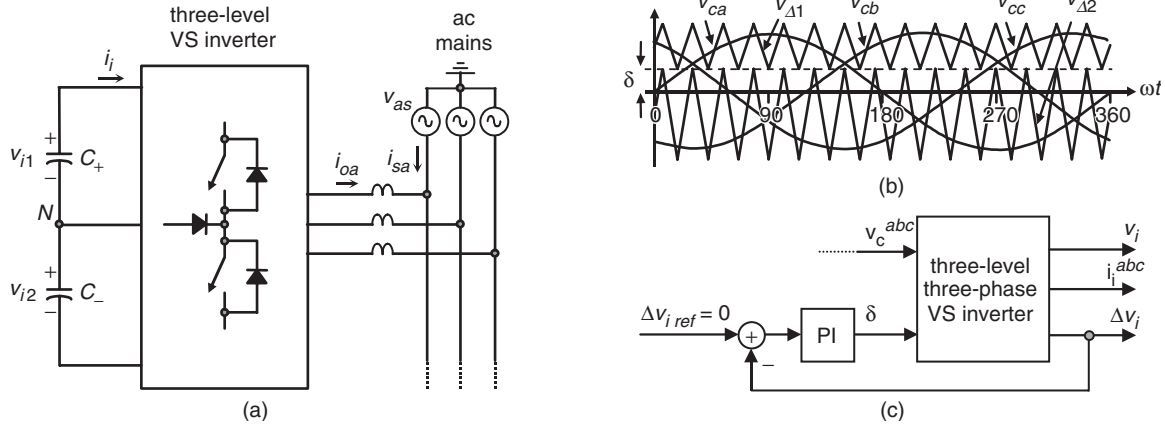 three-level
VS inverter
ac
mains
i_i
v_as
+
v_i1 C_+
−
i_oa i_sa
N
+
v_i2 C_−
−
(a)
v_ca v_Δ1 v_cb v_cc v_Δ2
δ
ωt
0 90 180 270 360
(b)
v_c^abc
three-level
three-phase
VS inverter
v_i
i_i^abc
Δv_i
Δv_i ref = 0
+
−
PI
δ
(c)